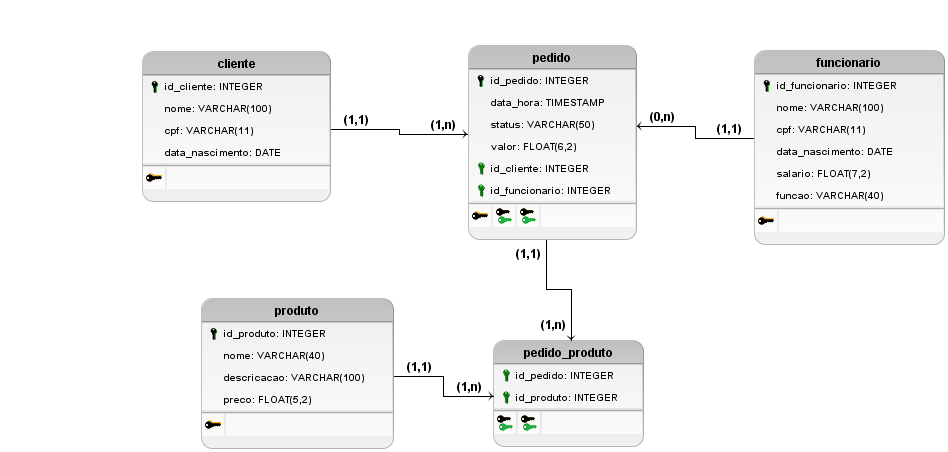 cliente
id_cliente: INTEGER
nome: VARCHAR(100)
cpf: VARCHAR(11)
data_nascimento: DATE
(1,1)
(1,n)
pedido
id_pedido: INTEGER
data_hora: TIMESTAMP
status: VARCHAR(50)
valor: FLOAT(6,2)
id_cliente: INTEGER
id_funcionario: INTEGER
(0,n)
(1,1)
funcionario
id_funcionario: INTEGER
nome: VARCHAR(100)
cpf: VARCHAR(11)
data_nascimento: DATE
salario: FLOAT(7,2)
funcao: VARCHAR(40)
(1,1)
(1,n)
produto
id_produto: INTEGER
nome: VARCHAR(40)
descricacao: VARCHAR(100)
preco: FLOAT(5,2)
(1,1)
(1,n)
pedido_produto
id_pedido: INTEGER
id_produto: INTEGER